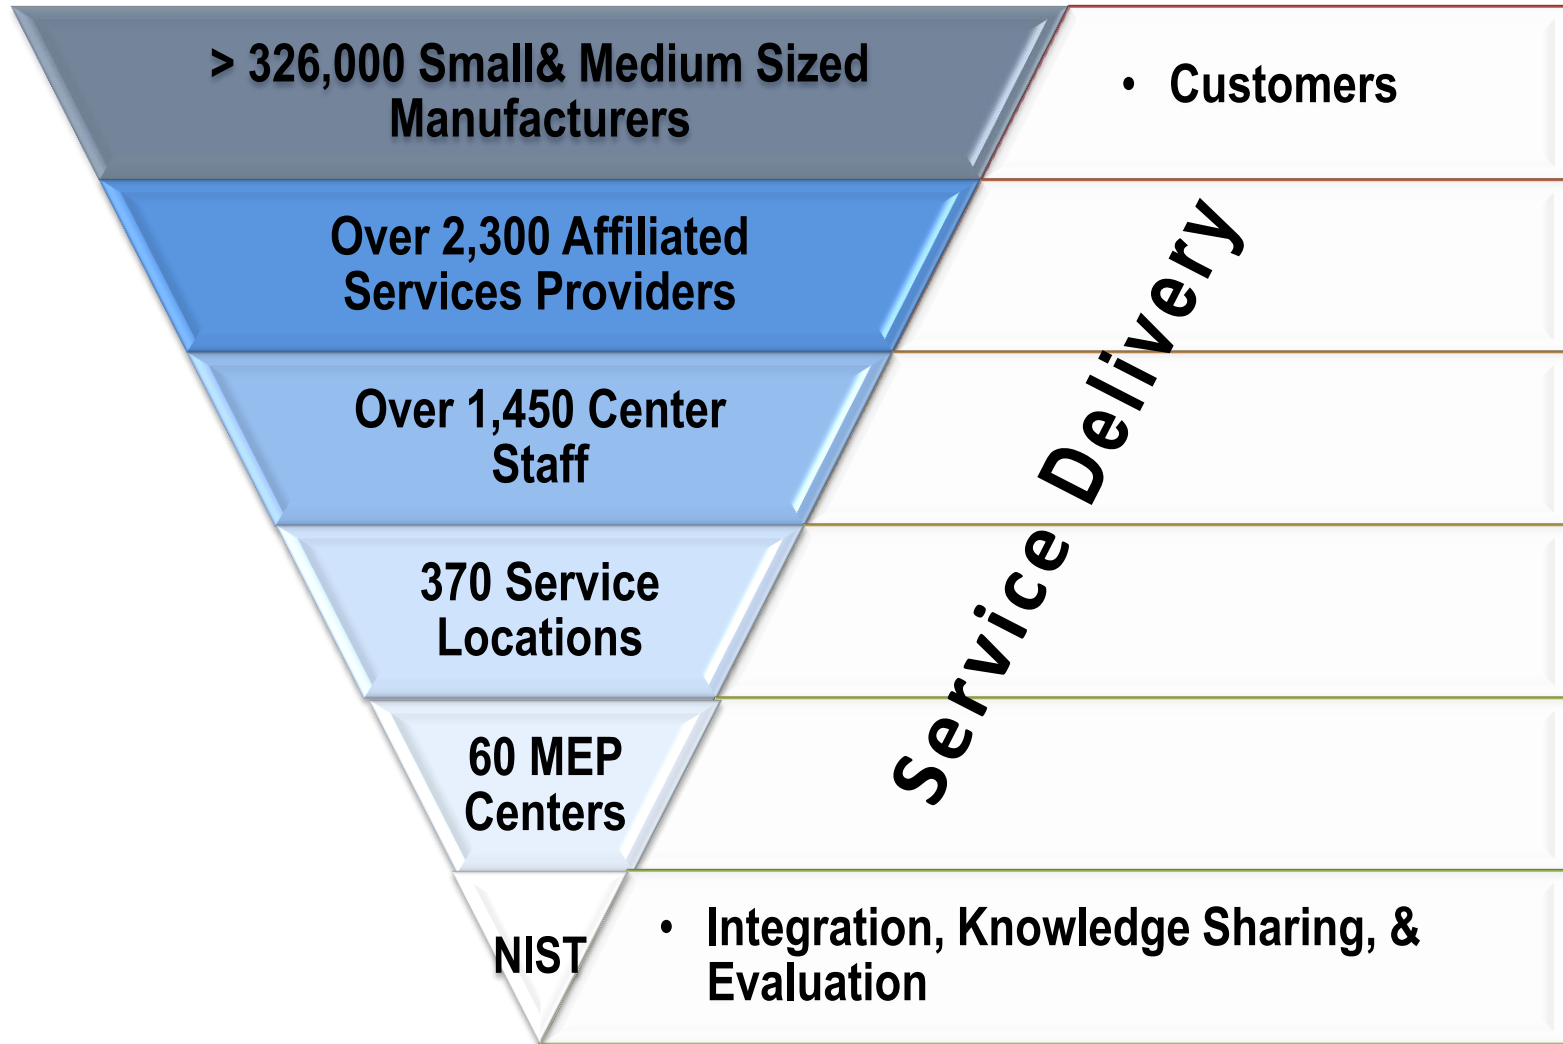 > 326,000 Small& Medium Sized
Manufacturers
• Customers
Over 2,300 Affiliated
Services Providers
Over 1,450 Center
Staff
370 Service
Locations
60 MEP
Centers
Service Delivery
NIST
• Integration, Knowledge Sharing, &
Evaluation